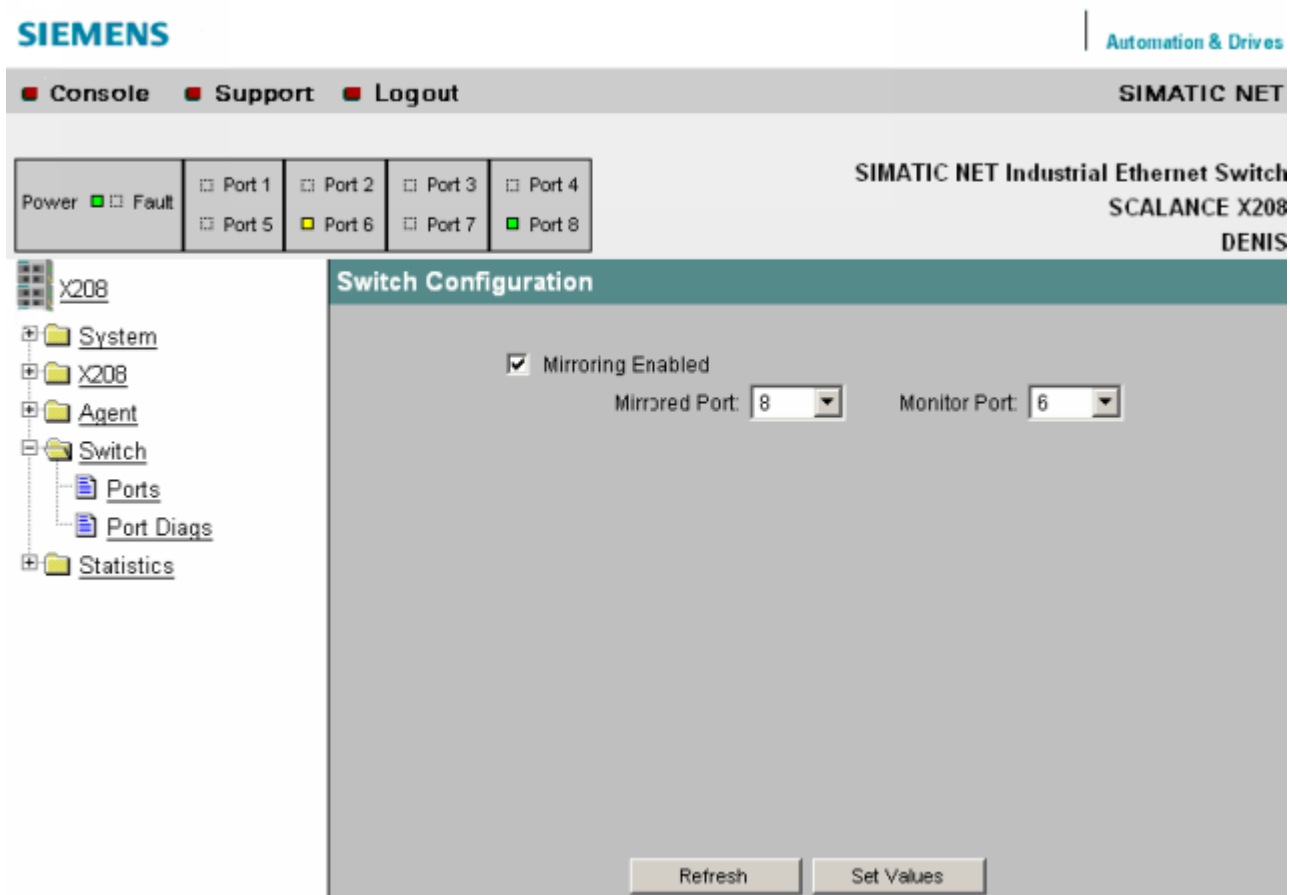 SIEMENS
Automation & Drives
Console Support Logout SIMATIC NET
SIMATIC NET Industrial Ethernet Switch
SCALANCE X208
DENIS
Power Fault
Port 1 Port 2 Port 3 Port 4
Port 5 Port 6 Port 7 Port 8
X208
System
X208
Agent
Switch
Ports
Port Diags
Statistics
Switch Configuration
Mirroring Enabled
Mirrored Port: 8 Monitor Port: 6
Refresh Set Values